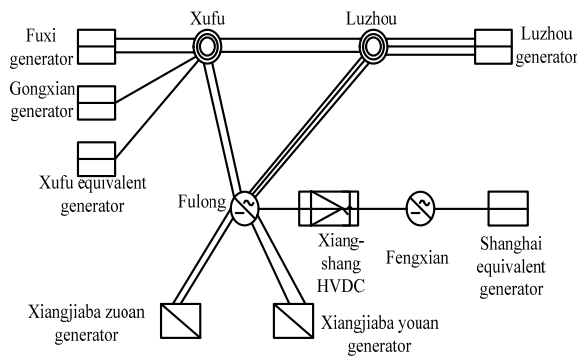 Xufu
Luzhou
Fuxi
generator
Luzhou
generator
Gongxian
generator
Xufu equivalent
generator
Fulong
Xiang-
shang
HVDC
Fengxian
Shanghai
equivalent
generator
Xiangjiaba zuoan
generator
Xiangjiaba youan
generator